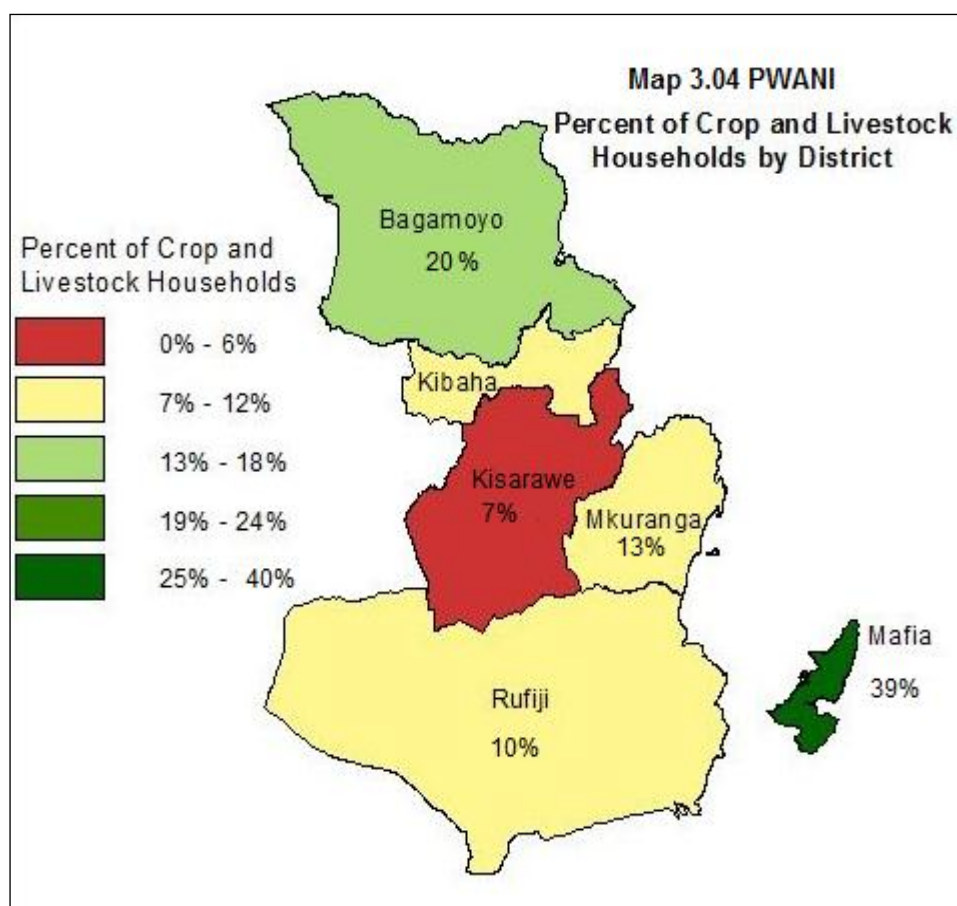 Map 3.04 PWANI
Percent of Crop and Livestock
Households by District
Bagamoyo
20 %
Percent of Crop and
Livestock Households
0% - 6%
7% - 12%
13% - 18%
19% - 24%
25% - 40%
Kibaha
Kisarawe
7%
Mkuranga
13%
Mafia
39%
Rufiji
10%